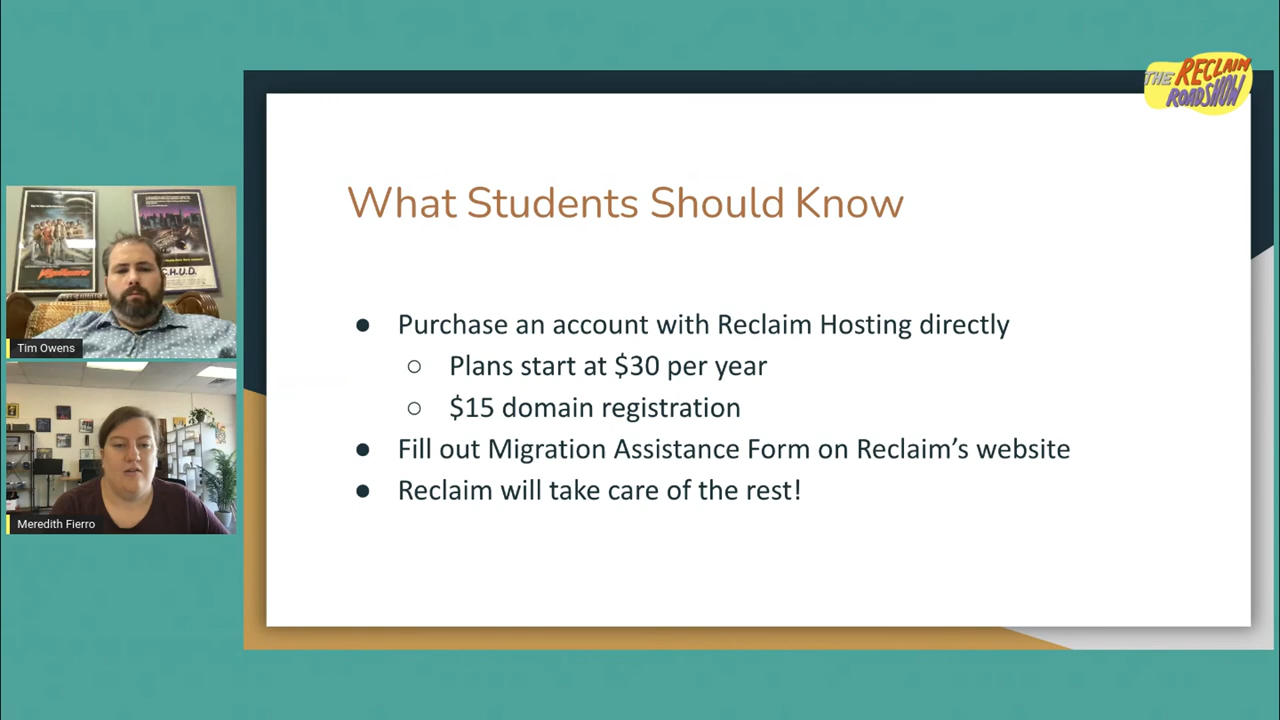 THE RECLAIM
ROADSHOW
What Students Should Know
● Purchase an account with Reclaim Hosting directly
○ Plans start at $30 per year
○ $15 domain registration
● Fill out Migration Assistance Form on Reclaim’s website
● Reclaim will take care of the rest!
C.H.U.D.
Tim Owens
Meredith Fierro